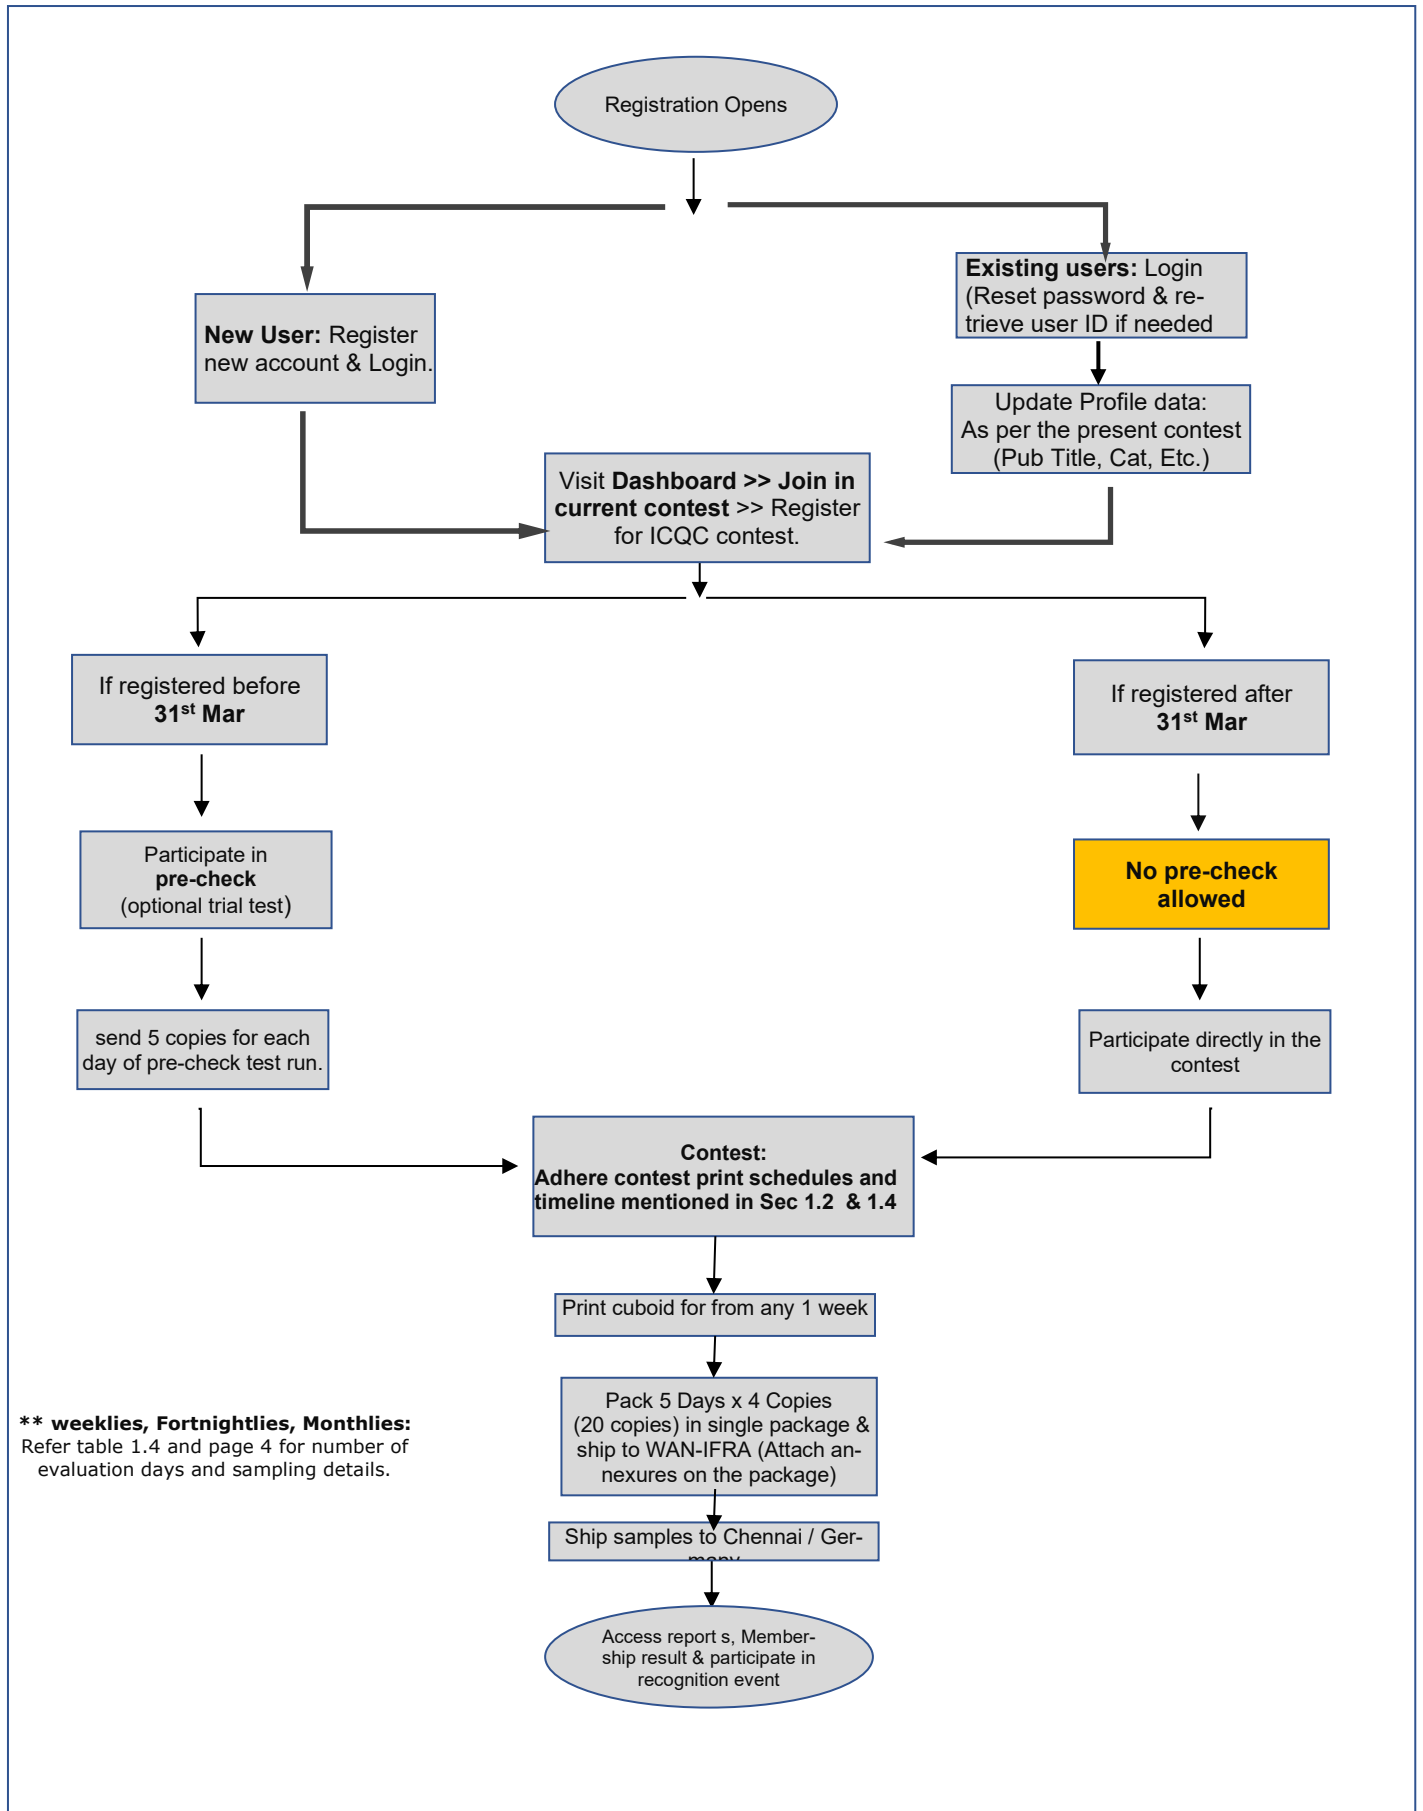 Registration Opens
New User: Register
new account & Login.
Existing users: Login
(Reset password & re-
trieve user ID if needed
Update Profile data:
As per the present contest
(Pub Title, Cat, Etc.)
Visit Dashboard >> Join in
current contest >> Register
for ICQC contest.
If registered before
31st Mar
If registered after
31st Mar
Participate in
pre-check
(optional trial test)
No pre-check
allowed
send 5 copies for each
day of pre-check test run.
Participate directly in the
contest
Contest:
Adhere contest print schedules and
timeline mentioned in Sec 1.2 & 1.4
Print cuboid for from any 1 week
Pack 5 Days x 4 Copies
(20 copies) in single package &
ship to WAN-IFRA (Attach an-
nexures on the package)
** weeklies, Fortnightlies, Monthlies:
Refer table 1.4 and page 4 for number of
evaluation days and sampling details.
Ship samples to Chennai / Ger-
many
Access report s, Member-
ship result & participate in
recognition event